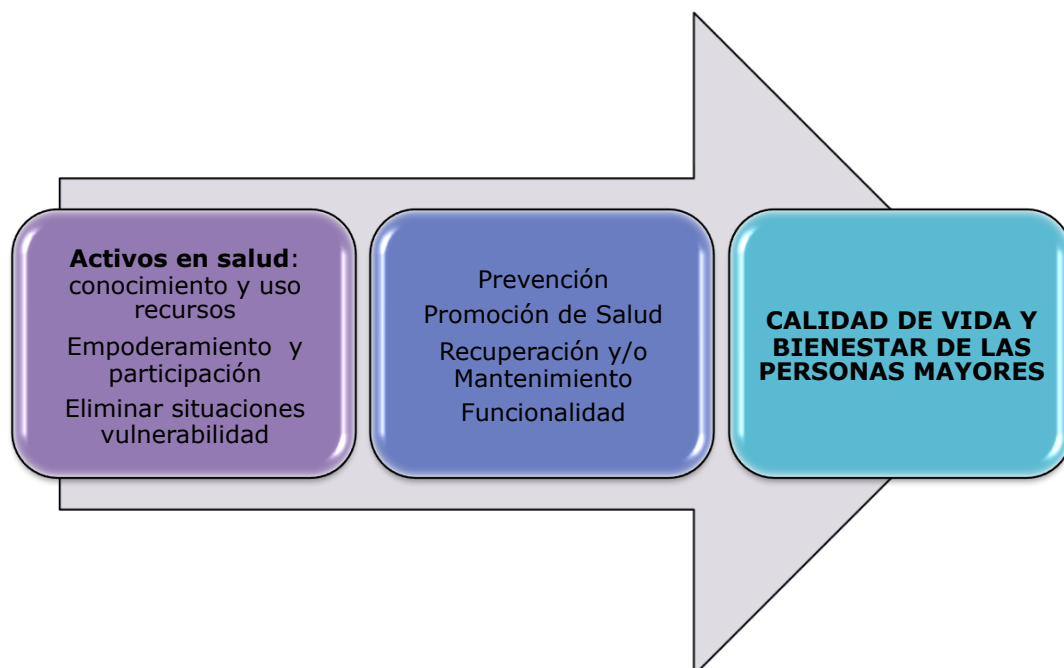 Activos en salud:
conocimiento y uso
recursos
Empoderamiento y
participación
Eliminar situaciones
vulnerabilidad
Prevención
Promoción de Salud
Recuperación y/o
Mantenimiento
Funcionalidad
CALIDAD DE VIDA Y
BIENESTAR DE LAS
PERSONAS MAYORES